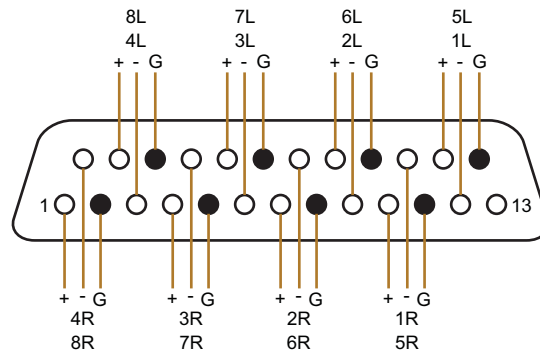 8L 7L 6L 5L
4L 3L 2L 1L
+ - G + - G + - G + - G
1 13
+ - G + - G + - G + - G
4R 3R 2R 1R
8R 7R 6R 5R